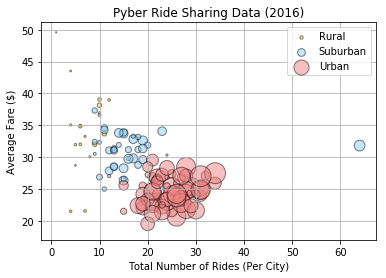 Pyber Ride Sharing Data (2016)
Rural
Suburban
Urban
50
45
40
35
30
25
20
Average Fare ($)
0 10 20 30 40 50 60
Total Number of Rides (Per City)